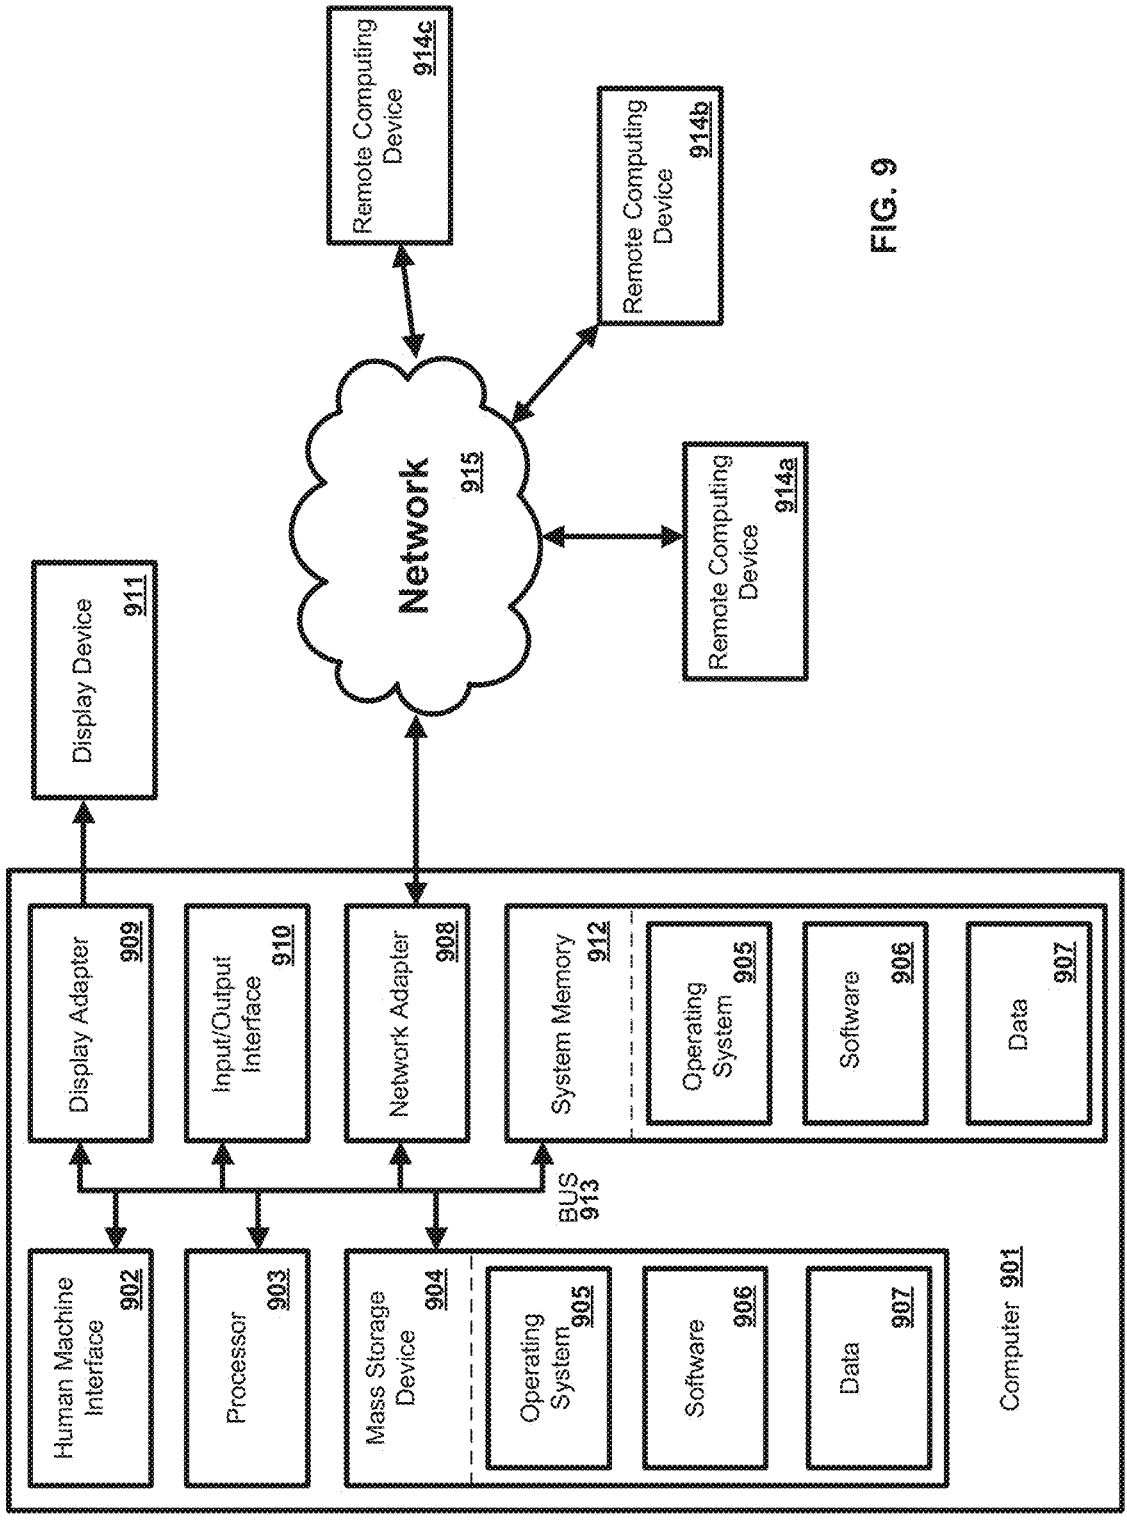 Human Machine
Interface
902
Processor
903
Mass Storage
Device
904
Operating
System
905
Software
906
Data
907
Computer 901
BUS
913
Display Adapter
909
Input/Output
Interface
910
Network Adapter
908
System Memory
912
Operating
System
905
Software
906
Data
907
Display Device
911
Network
915
Remote Computing
Device
914a
Remote Computing
Device
914b
Remote Computing
Device
914c
FIG. 9